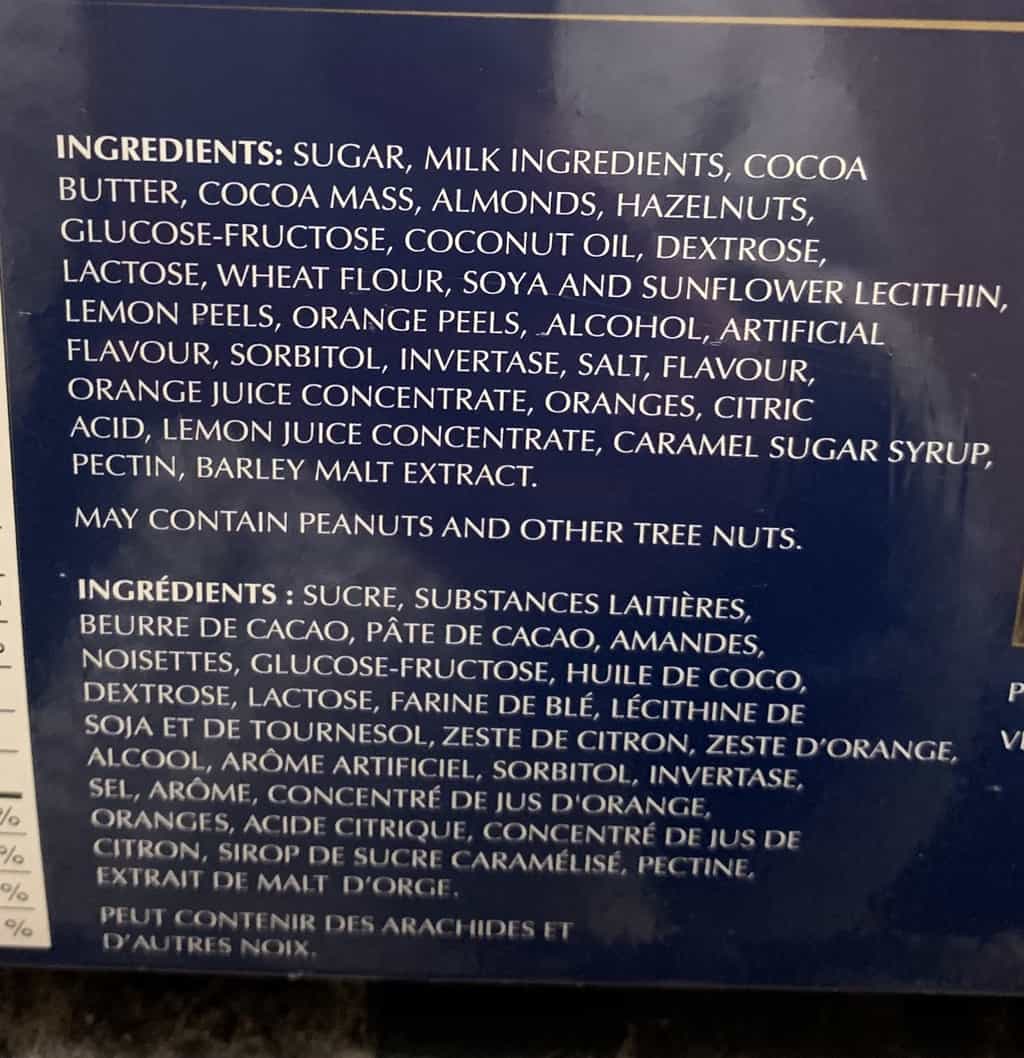 INGREDIENTS: SUGAR, MILK INGREDIENTS, COCOA
BUTTER, COCOA MASS, ALMONDS, HAZELNUTS,
GLUCOSE-FRUCTOSE, COCONUT OIL, DEXTROSE,
LACTOSE, WHEAT FLOUR, SOYA AND SUNFLOWER LECITHIN,
LEMON PEELS, ORANGE PEELS, ALCOHOL, ARTIFICIAL
FLAVOUR, SORBITOL, INVERTASE, SALT, FLAVOUR,
ORANGE JUICE CONCENTRATE, ORANGES, CITRIC
ACID, LEMON JUICE CONCENTRATE, CARAMEL SUGAR SYRUP,
PECTIN, BARLEY MALT EXTRACT.
MAY CONTAIN PEANUTS AND OTHER TREE NUTS.
INGRÉDIENTS : SUCRE, SUBSTANCES LAITIÈRES,
BEURRE DE CACAO, PÂTE DE CACAO, AMANDES,
NOISETTES, GLUCOSE-FRUCTOSE, HUILE DE COCO,
DEXTROSE, LACTOSE, FARINE DE BLÉ, LÉCITHINE DE
SOJA ET DE TOURNESOL, ZESTE DE CITRON, ZESTE D'ORANGE,
ALCOOL, ARÔME ARTIFICIEL, SORBITOL, INVERTASE,
SEL, ARÔME, CONCENTRÉ DE JUS D'ORANGE,
ORANGES, ACIDE CITRIQUE, CONCENTRÉ DE JUS DE
CITRON, SIROP DE SUCRE CARAMÉLISÉ, PECTINE,
EXTRAIT DE MALT D'ORGE.
PEUT CONTENIR DES ARACHIDES ET
D'AUTRES NOIX.
%
%
%
%